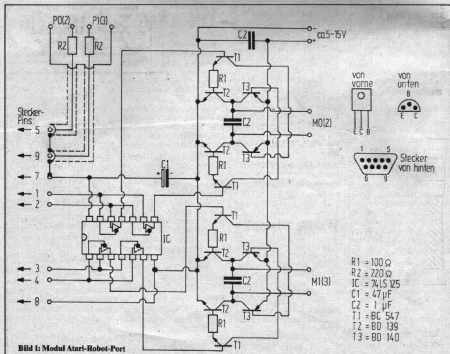 P0(2) P1(3)
R2 R2
C2 - + ca 5-15V
T1
R1
T2 T3
C2 M0(2)
T2 T3
R1
T1
Stecker-
Pins
5
9
7
1
2
3
4
8
C1
IC
T1
R1 T3
T2
C2 M1(3)
T2
R1 T3
T1
von
vorne
E C B
von
unten
B
E C
1 5
6 9
Stecker
von hinten
R1 = 100 Ω
R2 = 220 Ω
IC = 74LS 125
C1 = 47 µF
C2 = 1 µF
T1 = BC 547
T2 = BD 139
T3 = BD 140
Bild 1: Modul Atari-Robot-Port